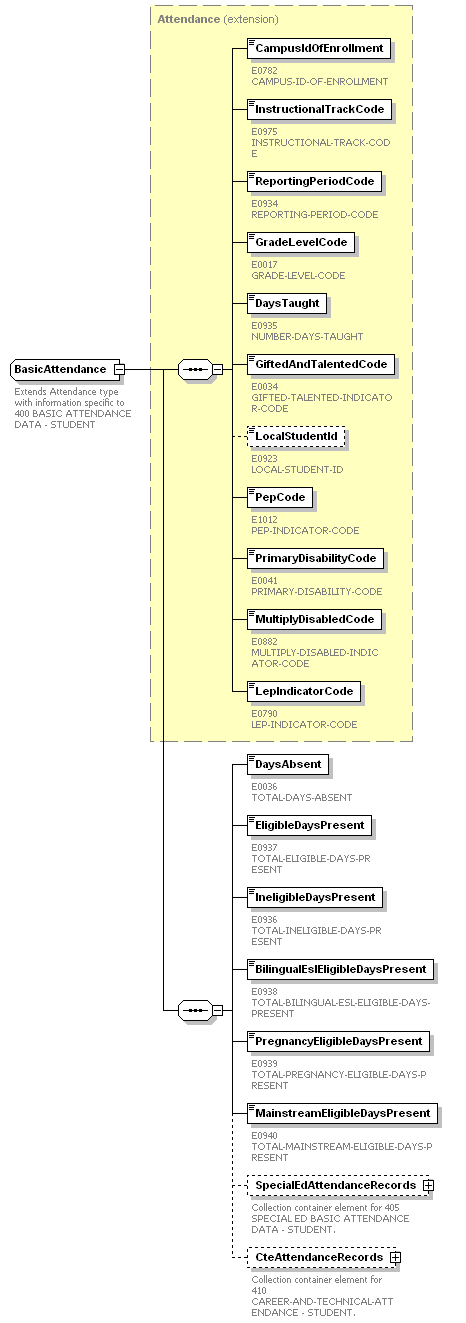 Attendance (extension)
CampusIdOfEnrollment
E0782
CAMPUS-ID-OF-ENROLLMENT
InstructionalTrackCode
E0975
INSTRUCTIONAL-TRACK-COD
E
ReportingPeriodCode
E0934
REPORTING-PERIOD-CODE
GradeLevelCode
E0017
GRADE-LEVEL-CODE
DaysTaught
E0935
NUMBER-DAYS-TAUGHT
BasicAttendance
Extends Attendance type
with information specific to
400 BASIC ATTENDANCE
DATA - STUDENT
GiftedAndTalentedCode
E0034
GIFTED-TALENTED-INDICATO
R-CODE
LocalStudentId
E0923
LOCAL-STUDENT-ID
PepCode
E1012
PEP-INDICATOR-CODE
PrimaryDisabilityCode
E0041
PRIMARY-DISABILITY-CODE
MultiplyDisabledCode
E0882
MULTIPLY-DISABLED-INDIC
ATOR-CODE
LepIndicatorCode
E0790
LEP-INDICATOR-CODE
DaysAbsent
E0036
TOTAL-DAYS-ABSENT
EligibleDaysPresent
E0937
TOTAL-ELIGIBLE-DAYS-PR
ESENT
IneligibleDaysPresent
E0936
TOTAL-INELIGIBLE-DAYS-PR
ESENT
BilingualEslEligibleDaysPresent
E0938
TOTAL-BILINGUAL-ESL-ELIGIBLE-DAYS-
PRESENT
PregnancyEligibleDaysPresent
E0939
TOTAL-PREGNANCY-ELIGIBLE-DAYS-P
RESENT
MainstreamEligibleDaysPresent
E0940
TOTAL-MAINSTREAM-ELIGIBLE-DAYS-P
RESENT
SpecialEdAttendanceRecords
Collection container element for 405
SPECIAL ED BASIC ATTENDANCE
DATA - STUDENT.
CteAttendanceRecords
Collection container element for
410
CAREER-AND-TECHNICAL-ATT
ENDANCE - STUDENT.